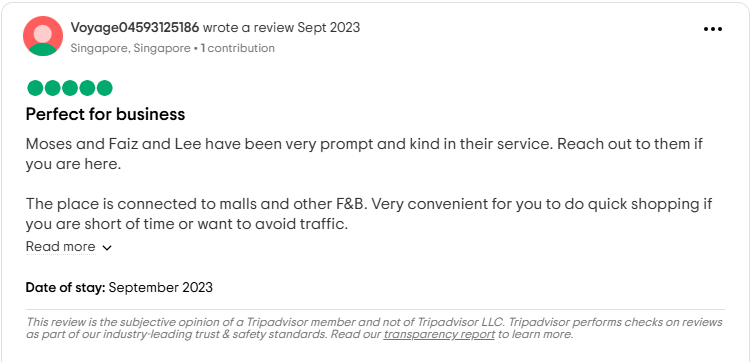 Voyage04593125186 wrote a review Sept 2023
Singapore, Singapore • 1 contribution
Perfect for business
Moses and Faiz and Lee have been very prompt and kind in their service. Reach out to them if
you are here.
The place is connected to malls and other F&B. Very convenient for you to do quick shopping if
you are short of time or want to avoid traffic.
Read more
Date of stay: September 2023
This review is the subjective opinion of a Tripadvisor member and not of Tripadvisor LLC. Tripadvisor performs checks on reviews
as part of our industry-leading trust & safety standards. Read our transparency report to learn more.